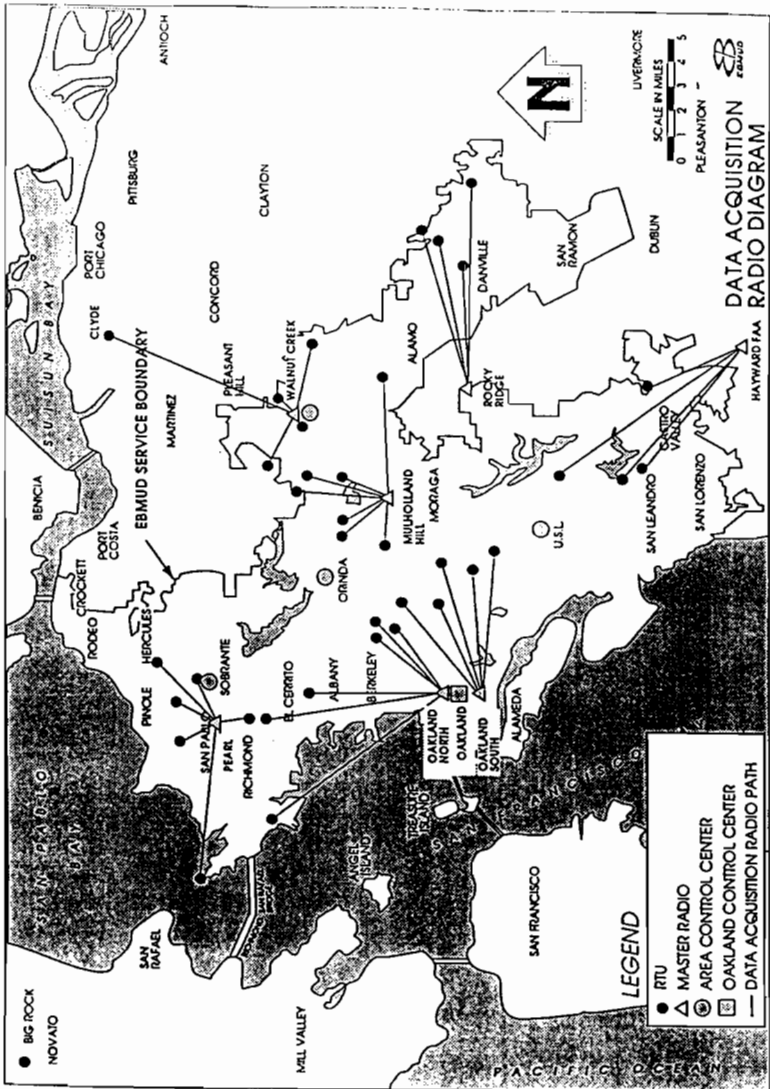 BIG ROCK
NOVATO
SAN PABLO
BAY
SAN
RAFAEL
MILL VALLEY
ANGEL
ISLAND
TREASURE
ISLAND
SAN FRANCISCO
SAN FRANCISCO
PACIFIC OCEAN
RODEO
CROCKETT
PORT
COSTA
BENICIA
SUISUN BAY
HERCULES
PINOLE
SOBRANTE
SAN PABLO
PEARL
RICHMOND
EL CERRITO
ALBANY
BERKELEY
OAKLAND
NORTH
OAKLAND
OAKLAND
SOUTH
ALAMEDA
EBMUD SERVICE BOUNDARY
MARTINEZ
CLYDE
PORT
CHICAGO
PITTSBURG
ANTIOCH
CONCORD
CLAYTON
PLEASANT
HILL
WALNUT CREEK
ORINDA
MULHOLLAND
HILL
MORAGA
ALAMO
ROCKY
RIDGE
DANVILLE
SAN
RAMON
DUBLIN
U.S.L.
SAN LEANDRO
CASTRO
VALLEY
SAN LORENZO
HAYWARD FAA
N
LIVERMORE
SCALE IN MILES
0 1 2 3 4 5
PLEASANTON
EBMUD
DATA ACQUISITION
RADIO DIAGRAM
LEGEND
RTU
MASTER RADIO
AREA CONTROL CENTER
OAKLAND CONTROL CENTER
DATA ACQUISITION RADIO PATH